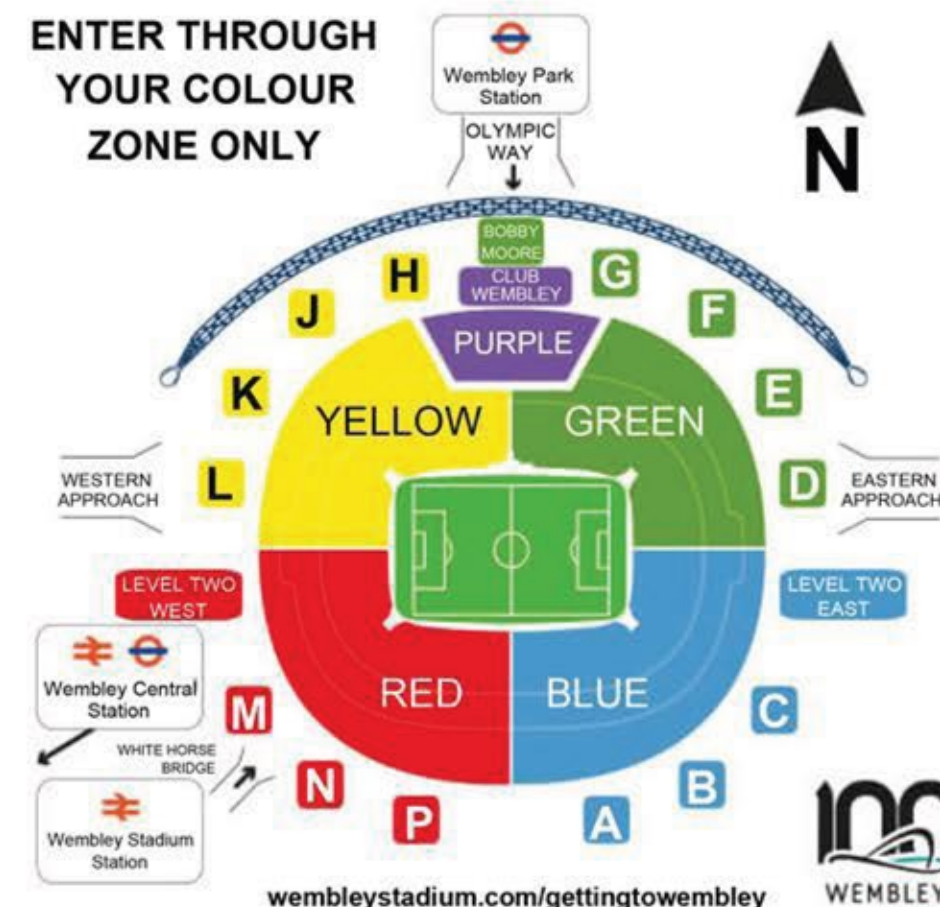 ENTER THROUGH
YOUR COLOUR
ZONE ONLY
Wembley Park
Station
OLYMPIC
WAY
N
BOBBY
MOORE
CLUB
WEMBLEY
H
G
J
F
PURPLE
K
E
YELLOW
GREEN
WESTERN
APPROACH
L
D
EASTERN
APPROACH
LEVEL TWO
WEST
LEVEL TWO
EAST
Wembley Central
Station
RED
BLUE
M
C
WHITE HORSE
BRIDGE
N
B
P
A
Wembley Stadium
Station
100
WEMBLEY
wembleystadium.com/gettingtowembley